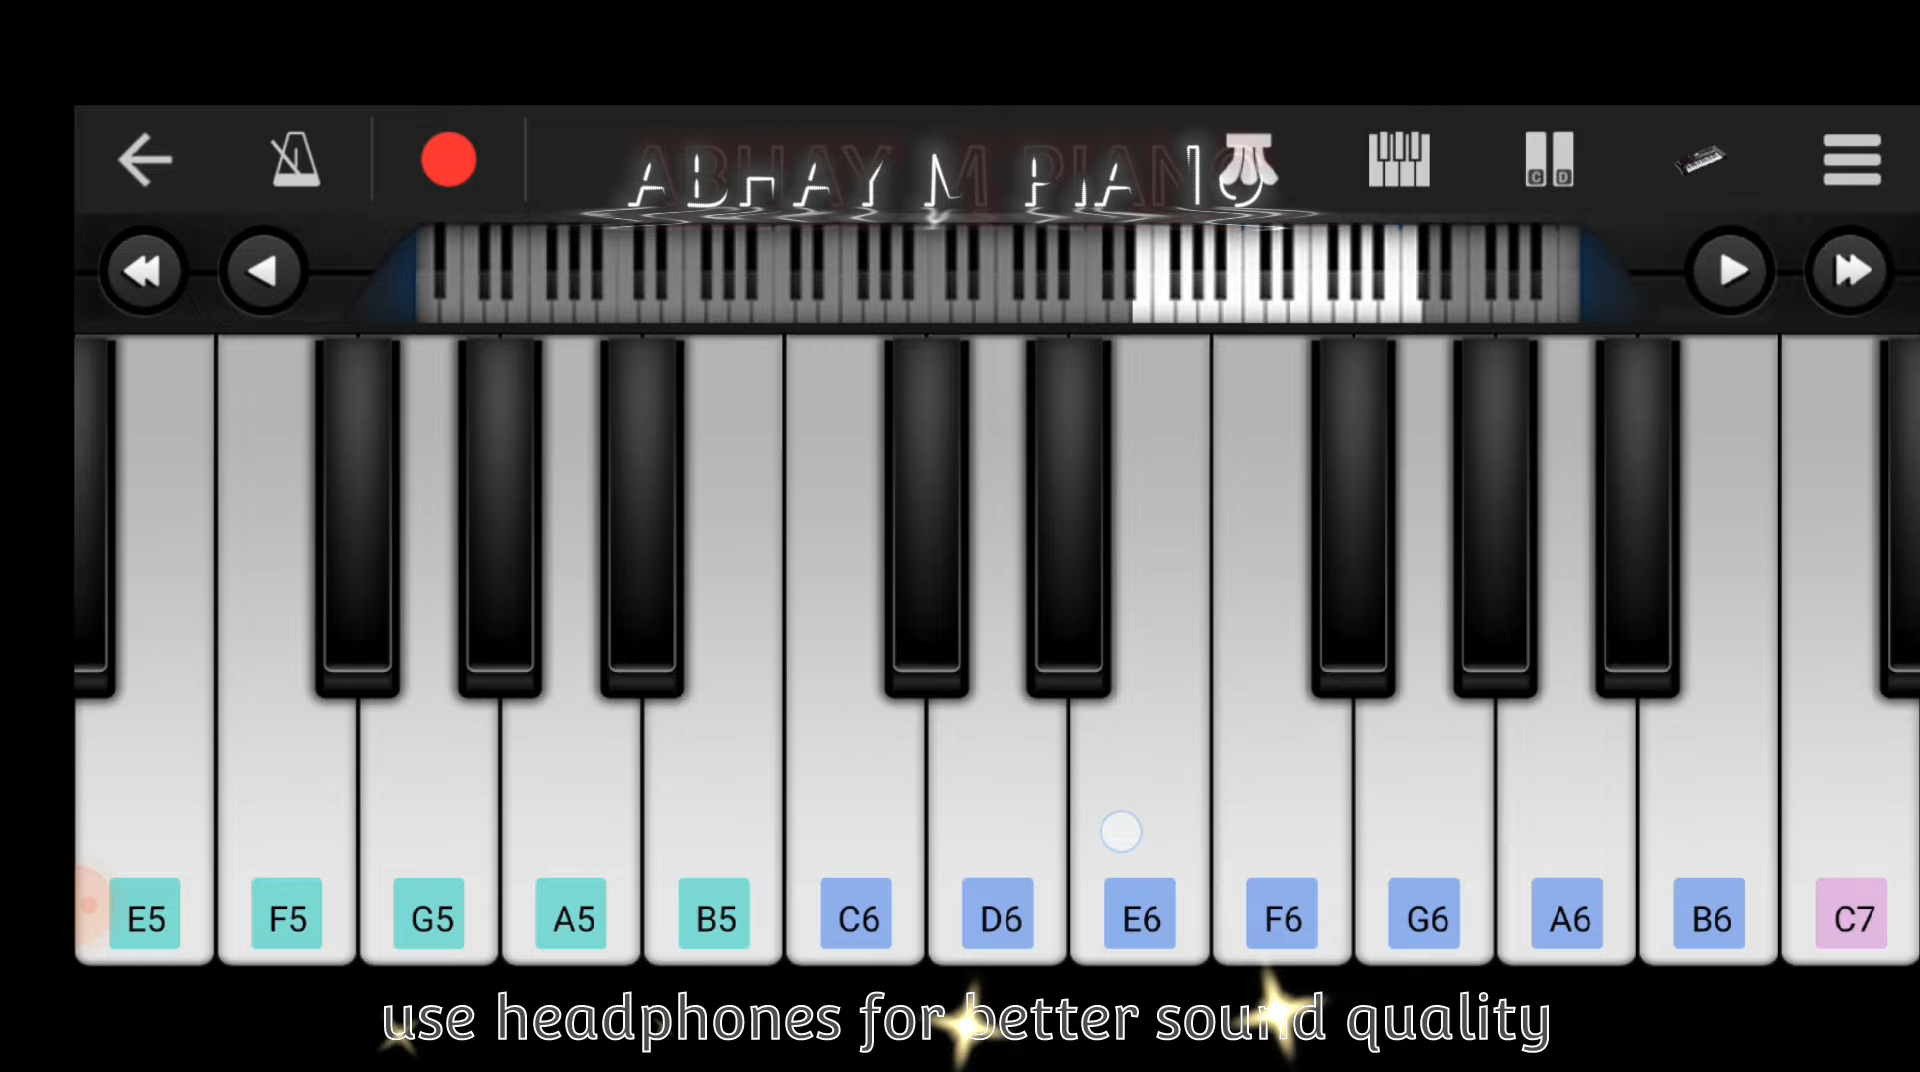 ABHAY M PIANO
C D
E5 F5 G5 A5 B5 C6 D6 E6 F6 G6 A6 B6 C7
use headphones for better sound quality